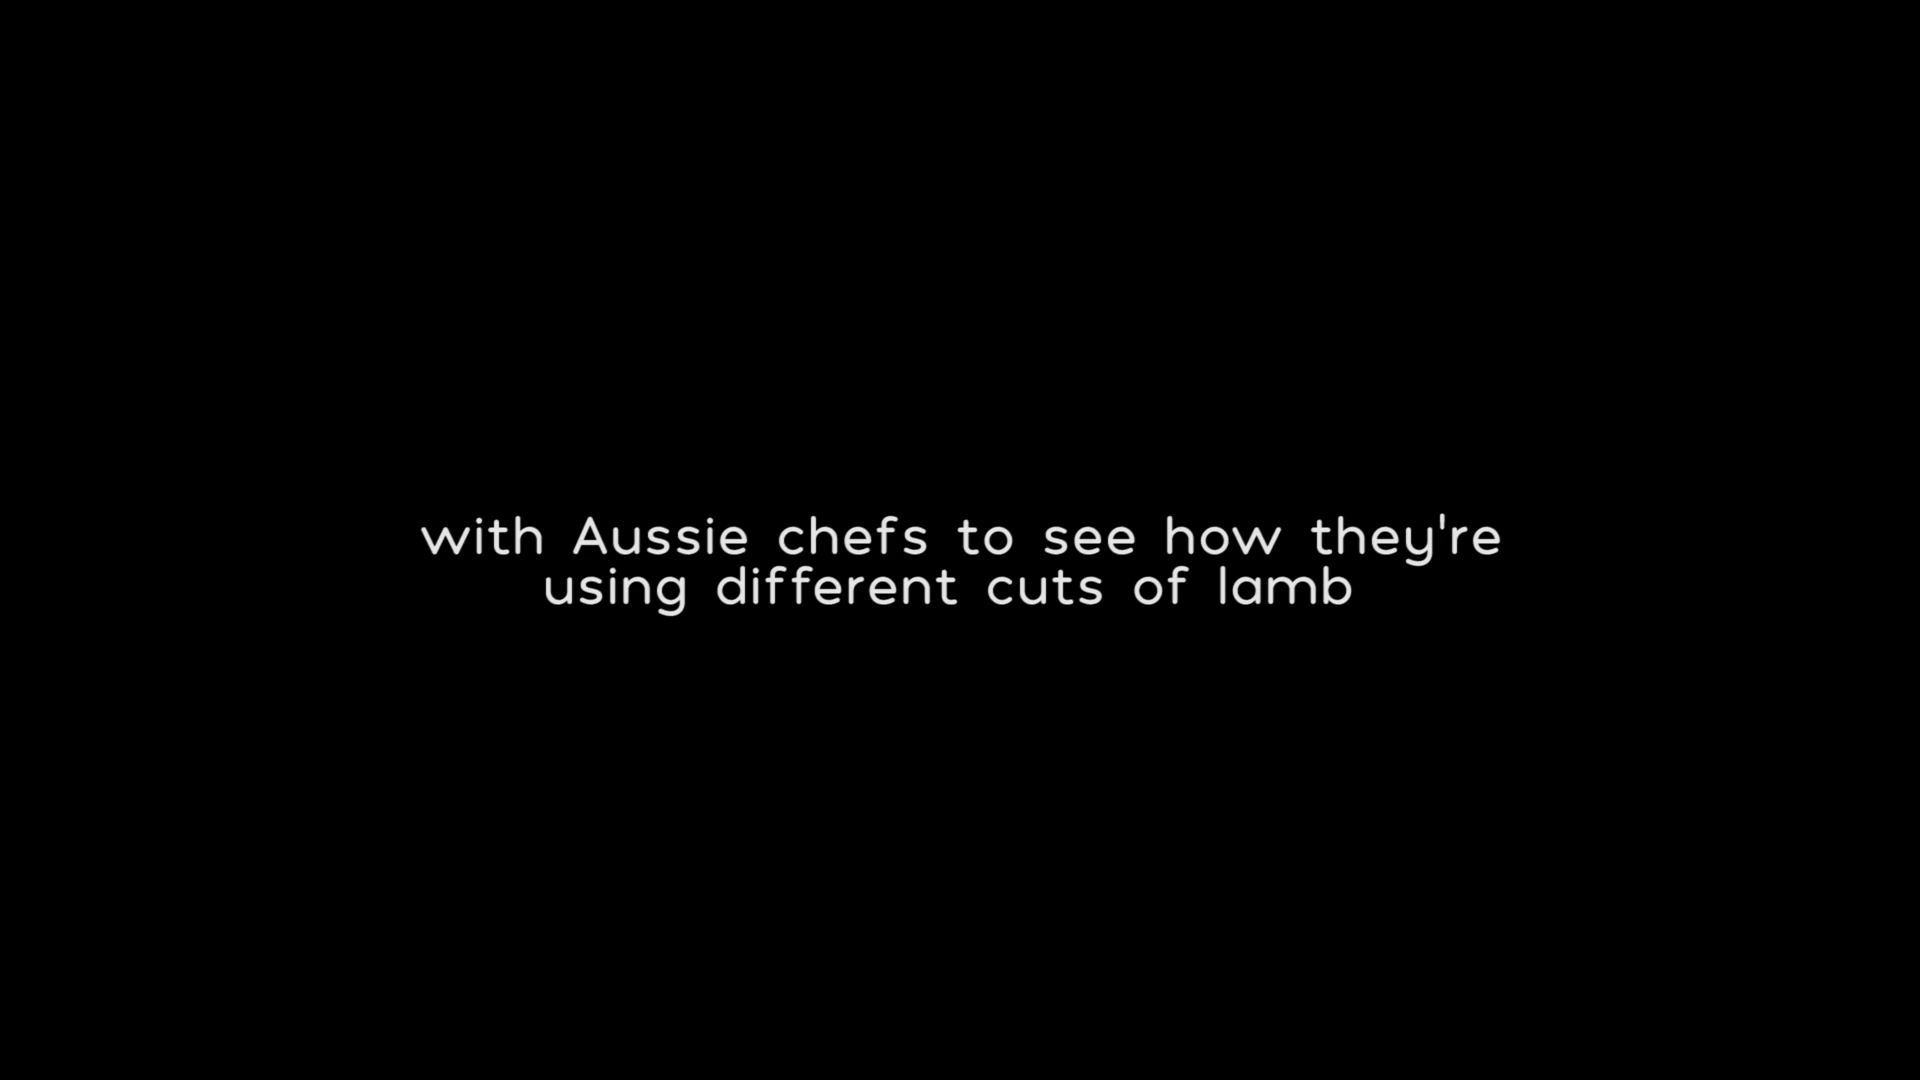 with Aussie chefs to see how they're
using different cuts of lamb